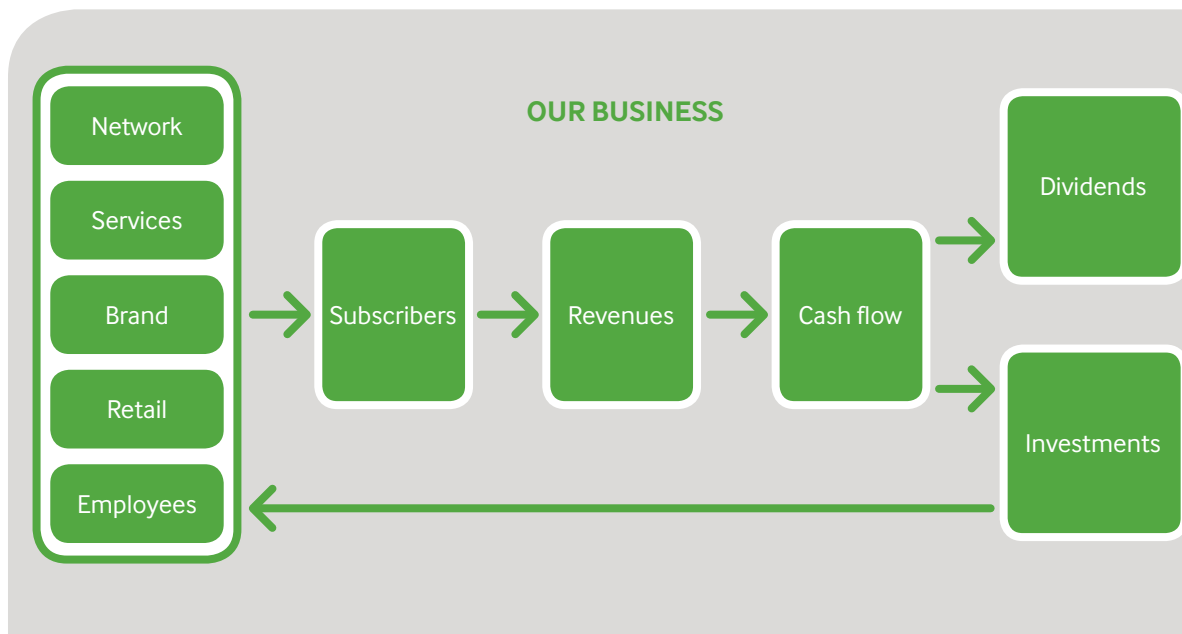 OUR BUSINESS
Network
Services
Brand
Retail
Employees
Subscribers
Revenues
Cash flow
Dividends
Investments